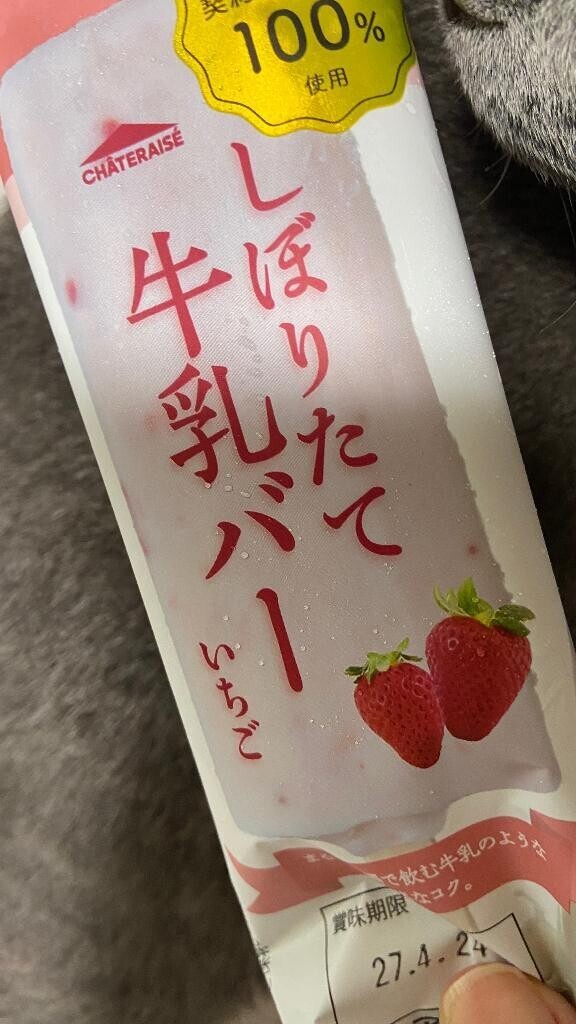 100%
使用
CHÂTERAISÉ
しぼりたて
牛乳バー
いちご
で飲む牛乳のような
なコク。
賞味期限
27.4.24